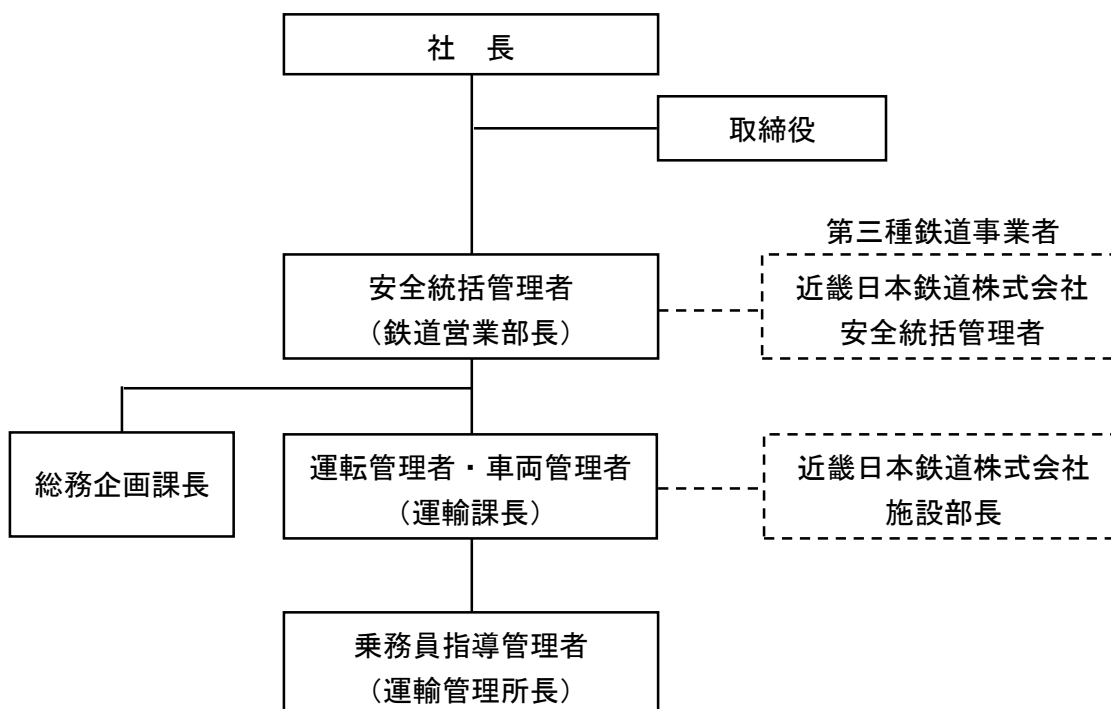 社　長
取締役
第三種鉄道事業者
安全統括管理者
（鉄道営業部長）
近畿日本鉄道株式会社
安全統括管理者
総務企画課長
運転管理者・車両管理者
（運輸課長）
近畿日本鉄道株式会社
施設部長
乗務員指導管理者
（運輸管理所長）